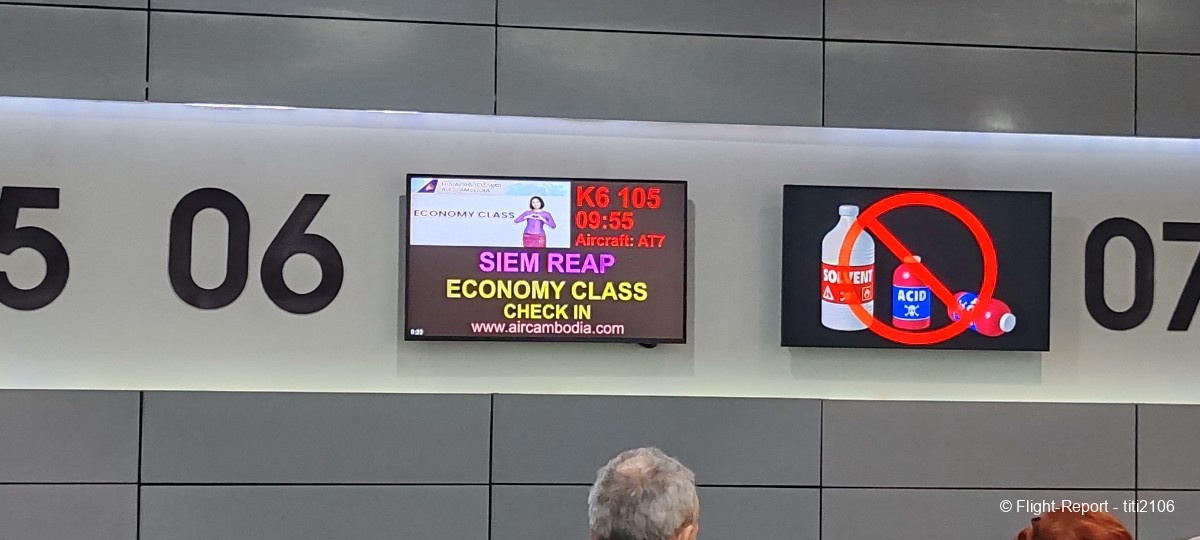 5
06
ECONOMY CLASS
K6 105
09:55
Aircraft: AT7
SIEM REAP
ECONOMY CLASS
CHECK IN
www.aircambodia.com
SOLVENT
ACID
07
© Flight-Report - titi2106